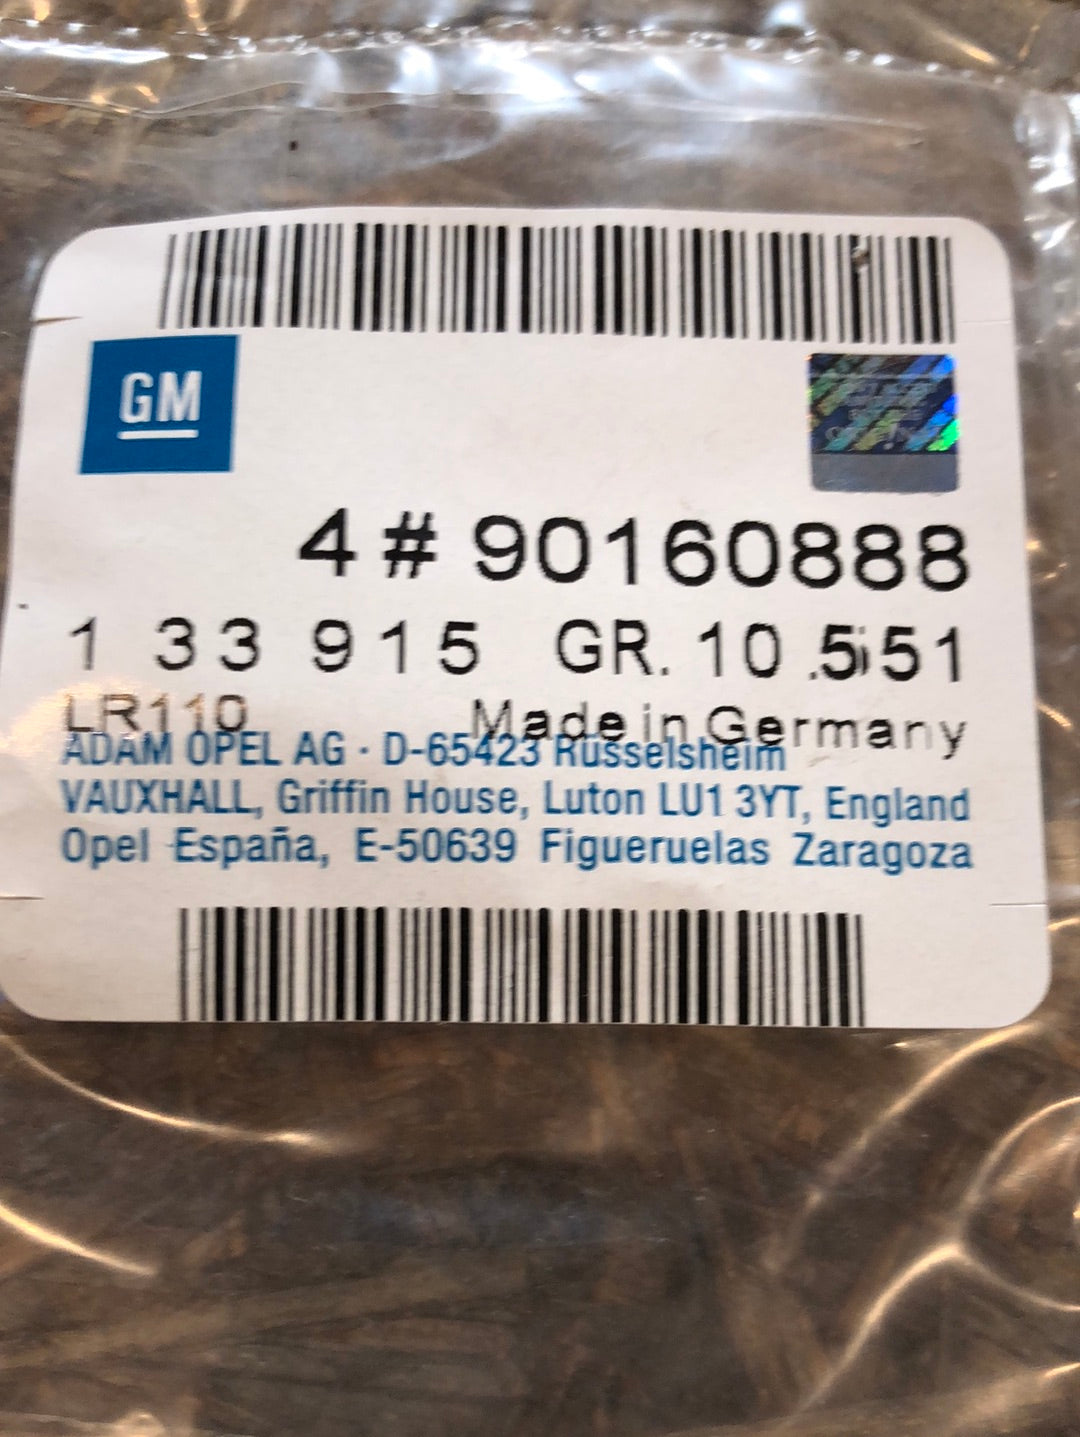 GM
4 # 90160888
1 33 915 GR. 10 .5i51
LR110 Made in Germany
ADAM OPEL AG · D-65423 Rüsselsheim
VAUXHALL, Griffin House, Luton LU1 3YT, England
Opel España, E-50639 Figueruelas Zaragoza